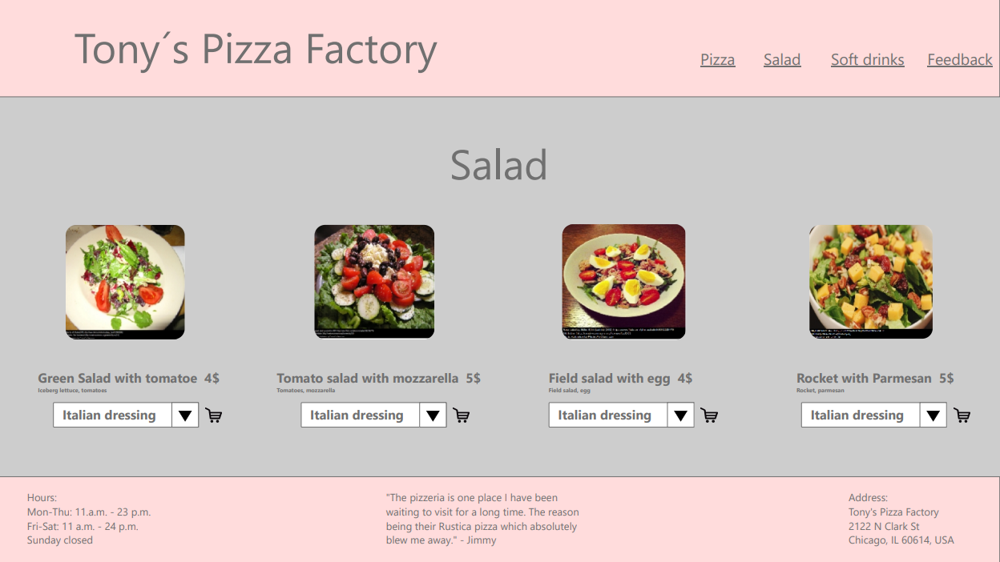 Tony´s Pizza Factory
Pizza Salad Soft drinks Feedback
Salad
Green Salad with tomatoe 4$
Iceberg lettuce, tomatoes
Italian dressing
Tomato salad with mozzarella 5$
Tomatoes, mozzarella
Italian dressing
Field salad with egg 4$
Field salad, egg
Italian dressing
Rocket with Parmesan 5$
Rocket, parmesan
Italian dressing
Hours:
Mon-Thu: 11.a.m. - 23 p.m.
Fri-Sat: 11 a.m. - 24 p.m.
Sunday closed
"The pizzeria is one place I have been
waiting to visit for a long time. The reason
being their Rustica pizza which absolutely
blew me away." - Jimmy
Address:
Tony's Pizza Factory
2122 N Clark St
Chicago, IL 60614, USA